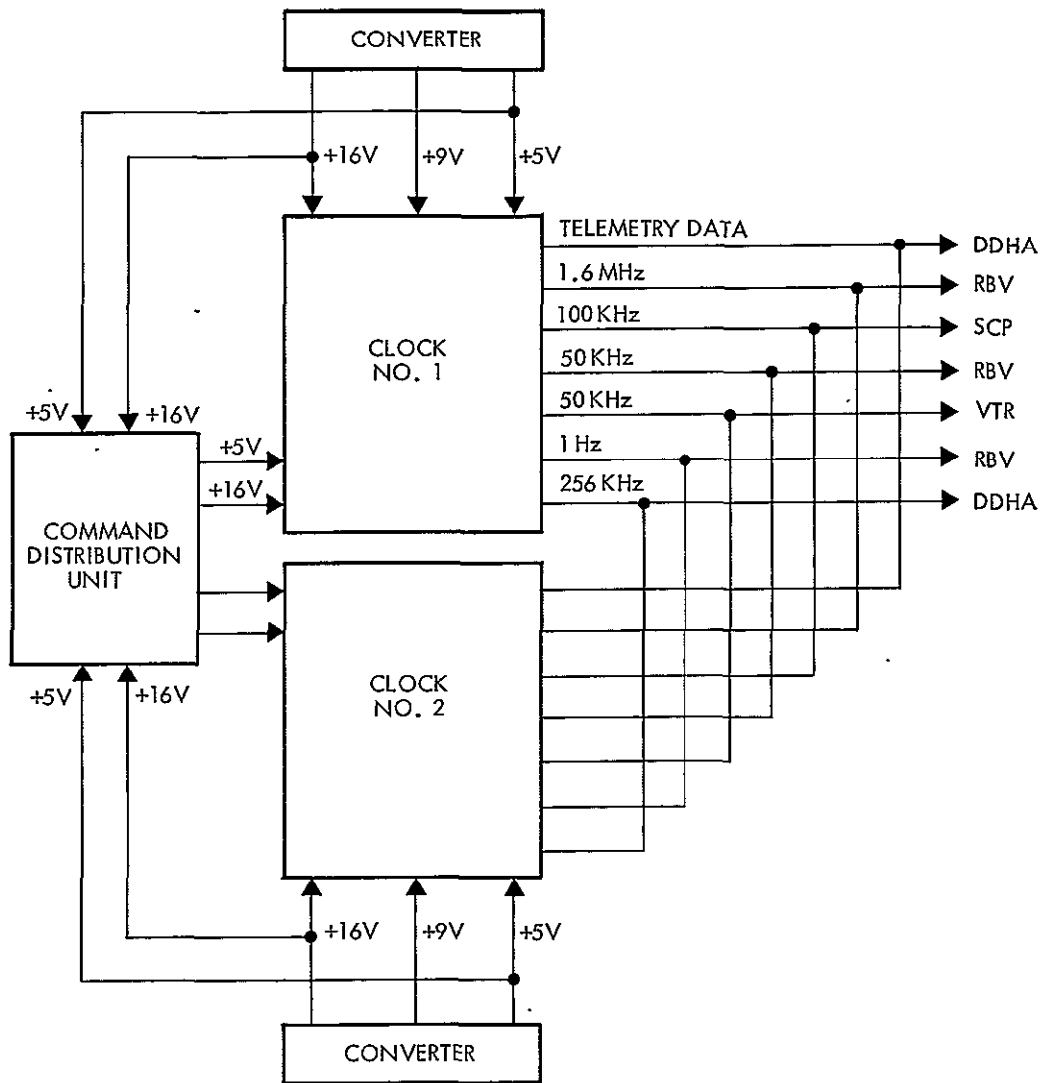 CONVERTER
+16V
+9V
+5V
TELEMETRY DATA
DDHA
1.6 MHz
RBV
100 KHz
SCP
CLOCK
NO. 1
50 KHz
RBV
50 KHz
VTR
1 Hz
RBV
256 KHz
DDHA
+5V
+16V
+5V
+16V
COMMAND
DISTRIBUTION
UNIT
+5V
+16V
CLOCK
NO. 2
+16V
+9V
+5V
CONVERTER